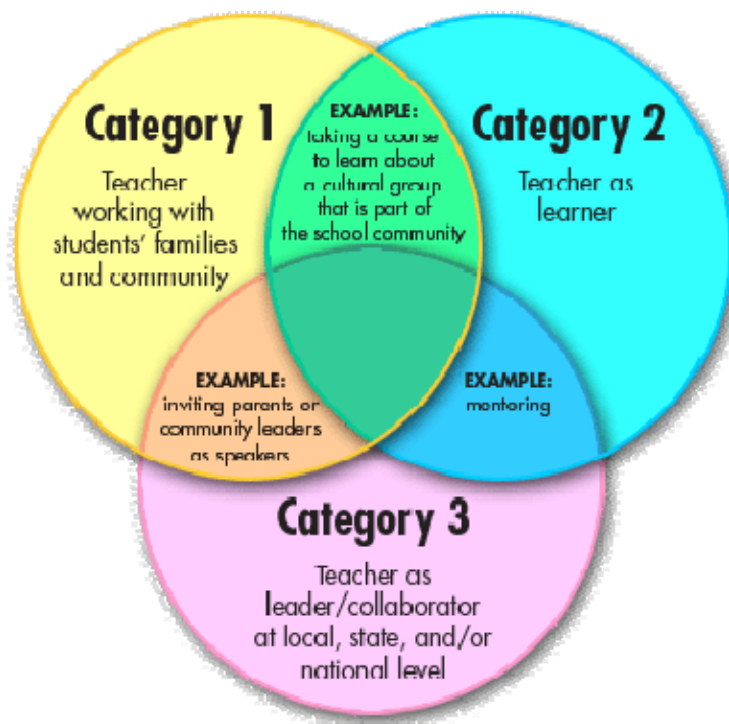 Category 1
Teacher
working with
students' families
and community
EXAMPLE:
taking a course
to learn about
a cultural group
that is part of
the school community
Category 2
Teacher as
learner
EXAMPLE:
inviting parents or
community leaders
as speakers
EXAMPLE:
mentoring
Category 3
Teacher as
leader/collaborator
at local, state, and/or
national level